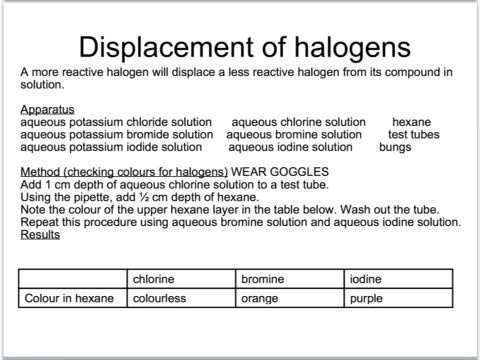 Displacement of halogens
A more reactive halogen will displace a less reactive halogen from its compound in
solution.
Apparatus
aqueous potassium chloride solution aqueous chlorine solution hexane
aqueous potassium bromide solution aqueous bromine solution test tubes
aqueous potassium iodide solution aqueous iodine solution bungs
Method (checking colours for halogens) WEAR GOGGLES
Add 1 cm depth of aqueous chlorine solution to a test tube.
Using the pipette, add ½ cm depth of hexane.
Note the colour of the upper hexane layer in the table below. Wash out the tube.
Repeat this procedure using aqueous bromine solution and aqueous iodine solution.
Results
chlorine bromine iodine
Colour in hexane colourless orange purple